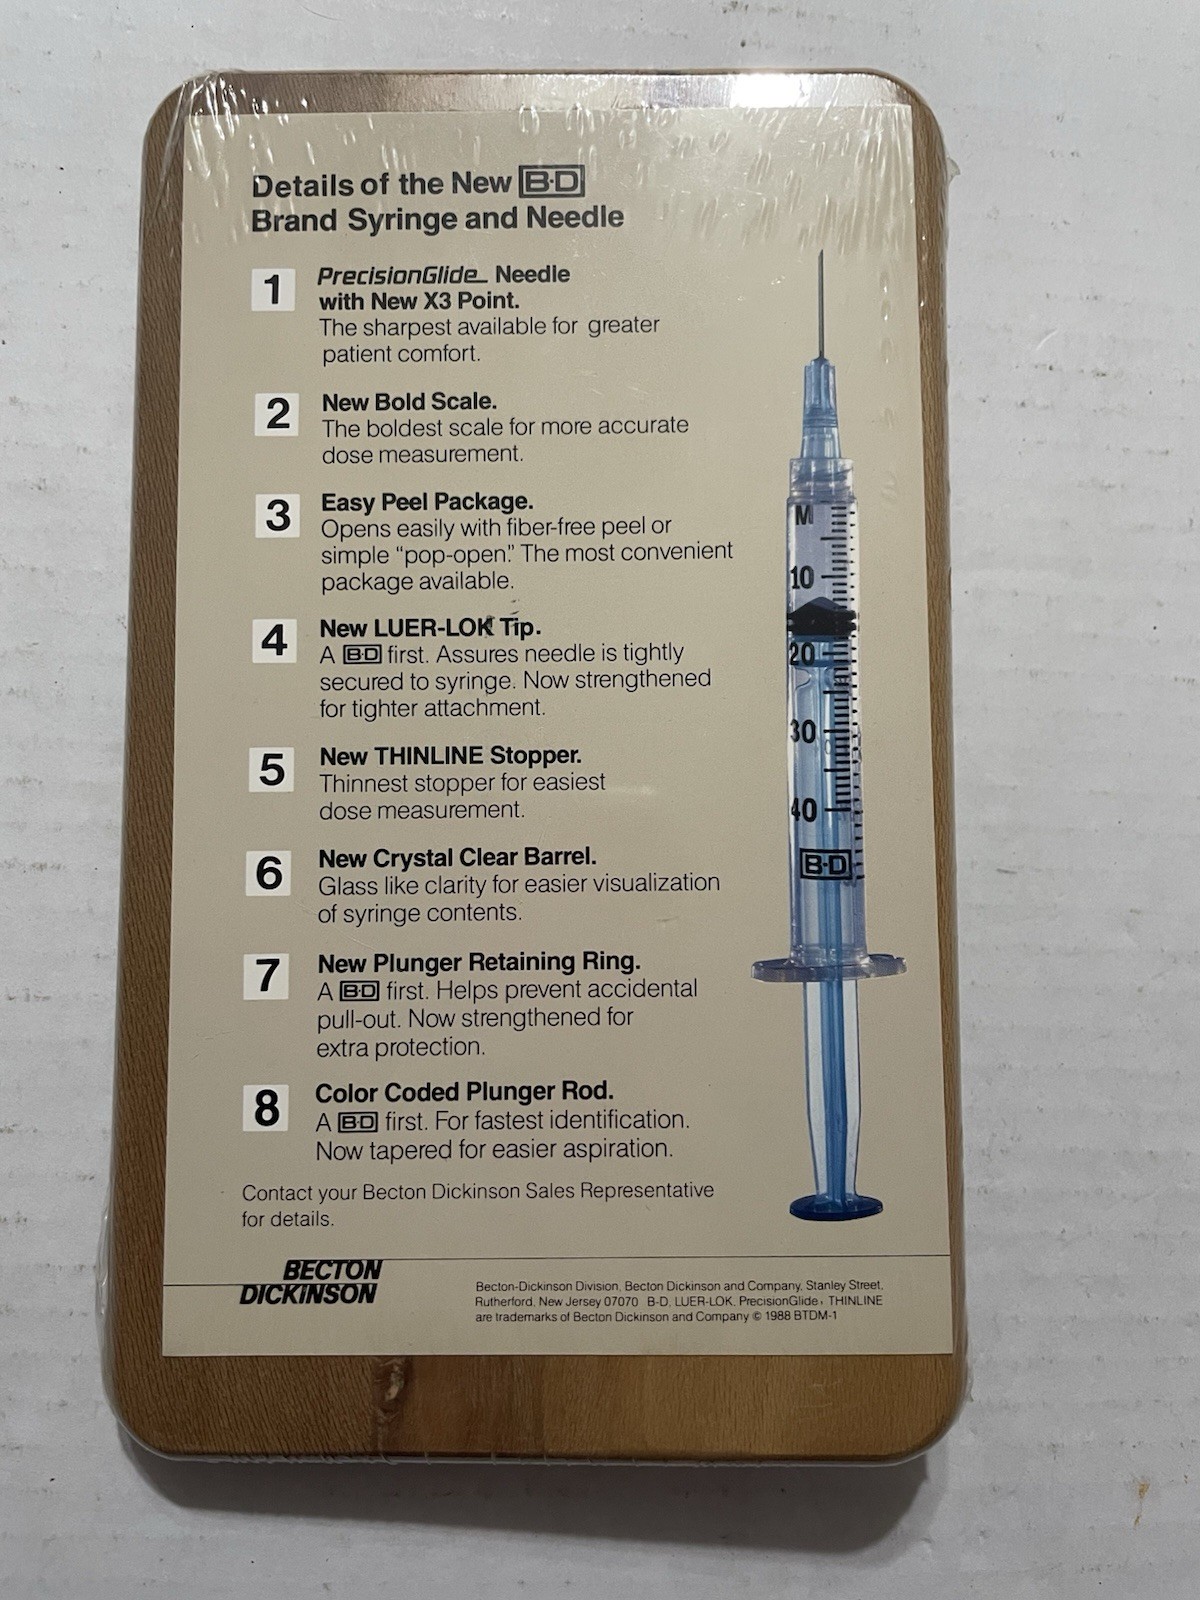 Details of the New B-D
Brand Syringe and Needle
1
PrecisionGlide Needle
with New X3 Point.
The sharpest available for greater
patient comfort.
2
New Bold Scale.
The boldest scale for more accurate
dose measurement.
3
Easy Peel Package.
Opens easily with fiber-free peel or
simple “pop-open.” The most convenient
package available.
4
New LUER-LOK Tip.
A B-D first. Assures needle is tightly
secured to syringe. Now strengthened
for tighter attachment.
5
New THINLINE Stopper.
Thinnest stopper for easiest
dose measurement.
6
New Crystal Clear Barrel.
Glass like clarity for easier visualization
of syringe contents.
7
New Plunger Retaining Ring.
A B-D first. Helps prevent accidental
pull-out. Now strengthened for
extra protection.
8
Color Coded Plunger Rod.
A B-D first. For fastest identification.
Now tapered for easier aspiration.
Contact your Becton Dickinson Sales Representative
for details.
M
10
20
30
40
B-D
BECTON
DICKINSON
Becton-Dickinson Division, Becton Dickinson and Company, Stanley Street,
Rutherford, New Jersey 07070 B-D, LUER-LOK, PrecisionGlide, THINLINE
are trademarks of Becton Dickinson and Company © 1988 BTDM-1